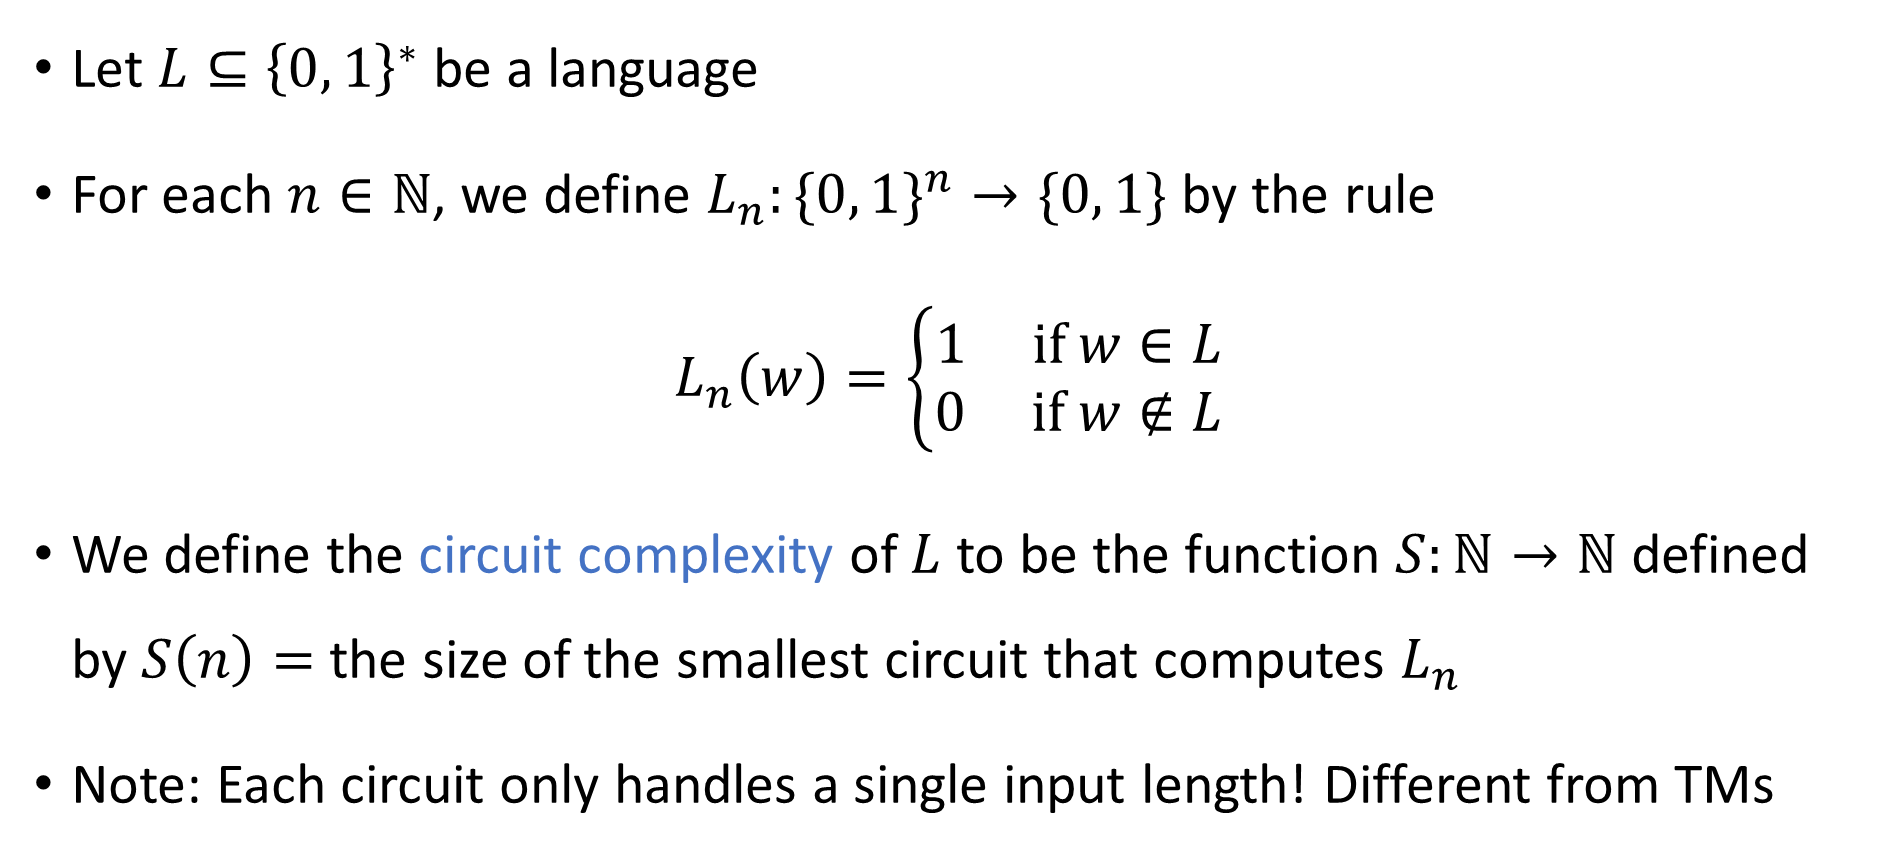 • Let L ⊆ {0, 1}* be a language
• For each n ∈ ℕ, we define Lₙ: {0, 1}ⁿ → {0, 1} by the rule
Lₙ(w) = { 1 if w ∈ L
0 if w ∉ L
• We define the circuit complexity of L to be the function S: ℕ → ℕ defined
by S(n) = the size of the smallest circuit that computes Lₙ
• Note: Each circuit only handles a single input length! Different from TMs